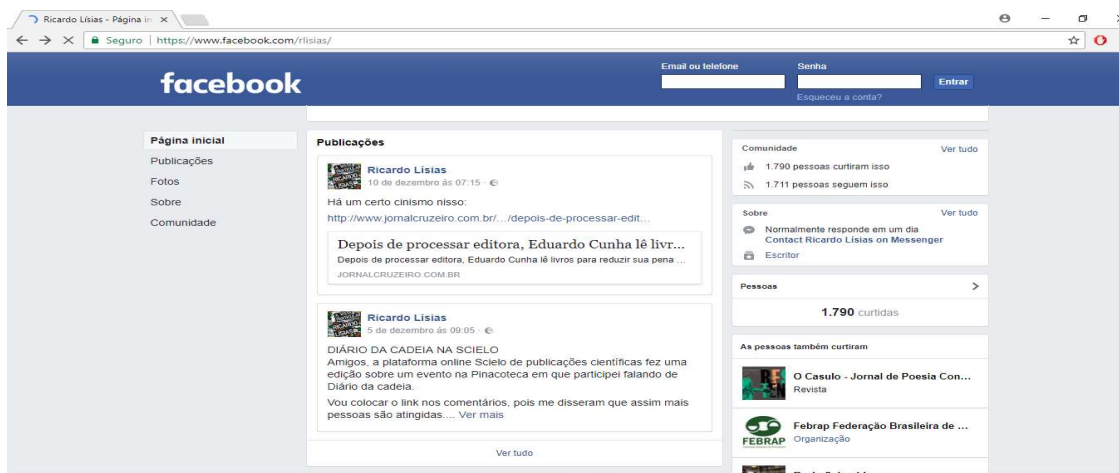 Ricardo Lísias - Página in
Seguro | https://www.facebook.com/rlisias/
facebook
Email ou telefone
Senha
Entrar
Esqueceu a conta?
Página inicial
Publicações
Fotos
Sobre
Comunidade
Publicações
Ricardo Lísias
10 de dezembro às 07:15 ·
Há um certo cinismo nisso:
http://www.jornalcruzeiro.com.br/.../depois-de-processar-edit...
Depois de processar editora, Eduardo Cunha lê livr...
Depois de processar editora, Eduardo Cunha lê livros para reduzir sua pena ...
JORNALCRUZEIRO.COM.BR
Ricardo Lísias
5 de dezembro às 09:05 ·
DIÁRIO DA CADEIA NA SCIELO
Amigos, a plataforma online Scielo de publicações científicas fez uma
edição sobre um evento na Pinacoteca em que participei falando de
Diário da cadeia.
Vou colocar o link nos comentários, pois me disseram que assim mais
pessoas são atingidas.... Ver mais
Ver tudo
Comunidade
Ver tudo
1.790 pessoas curtiram isso
1.711 pessoas seguem isso
Sobre
Ver tudo
Normalmente responde em um dia
Contact Ricardo Lísias on Messenger
Escritor
Pessoas
1.790 curtidas
As pessoas também curtiram
O Casulo - Jornal de Poesia Con...
Revista
FEBRAP
Febrap Federação Brasileira de ...
Organização